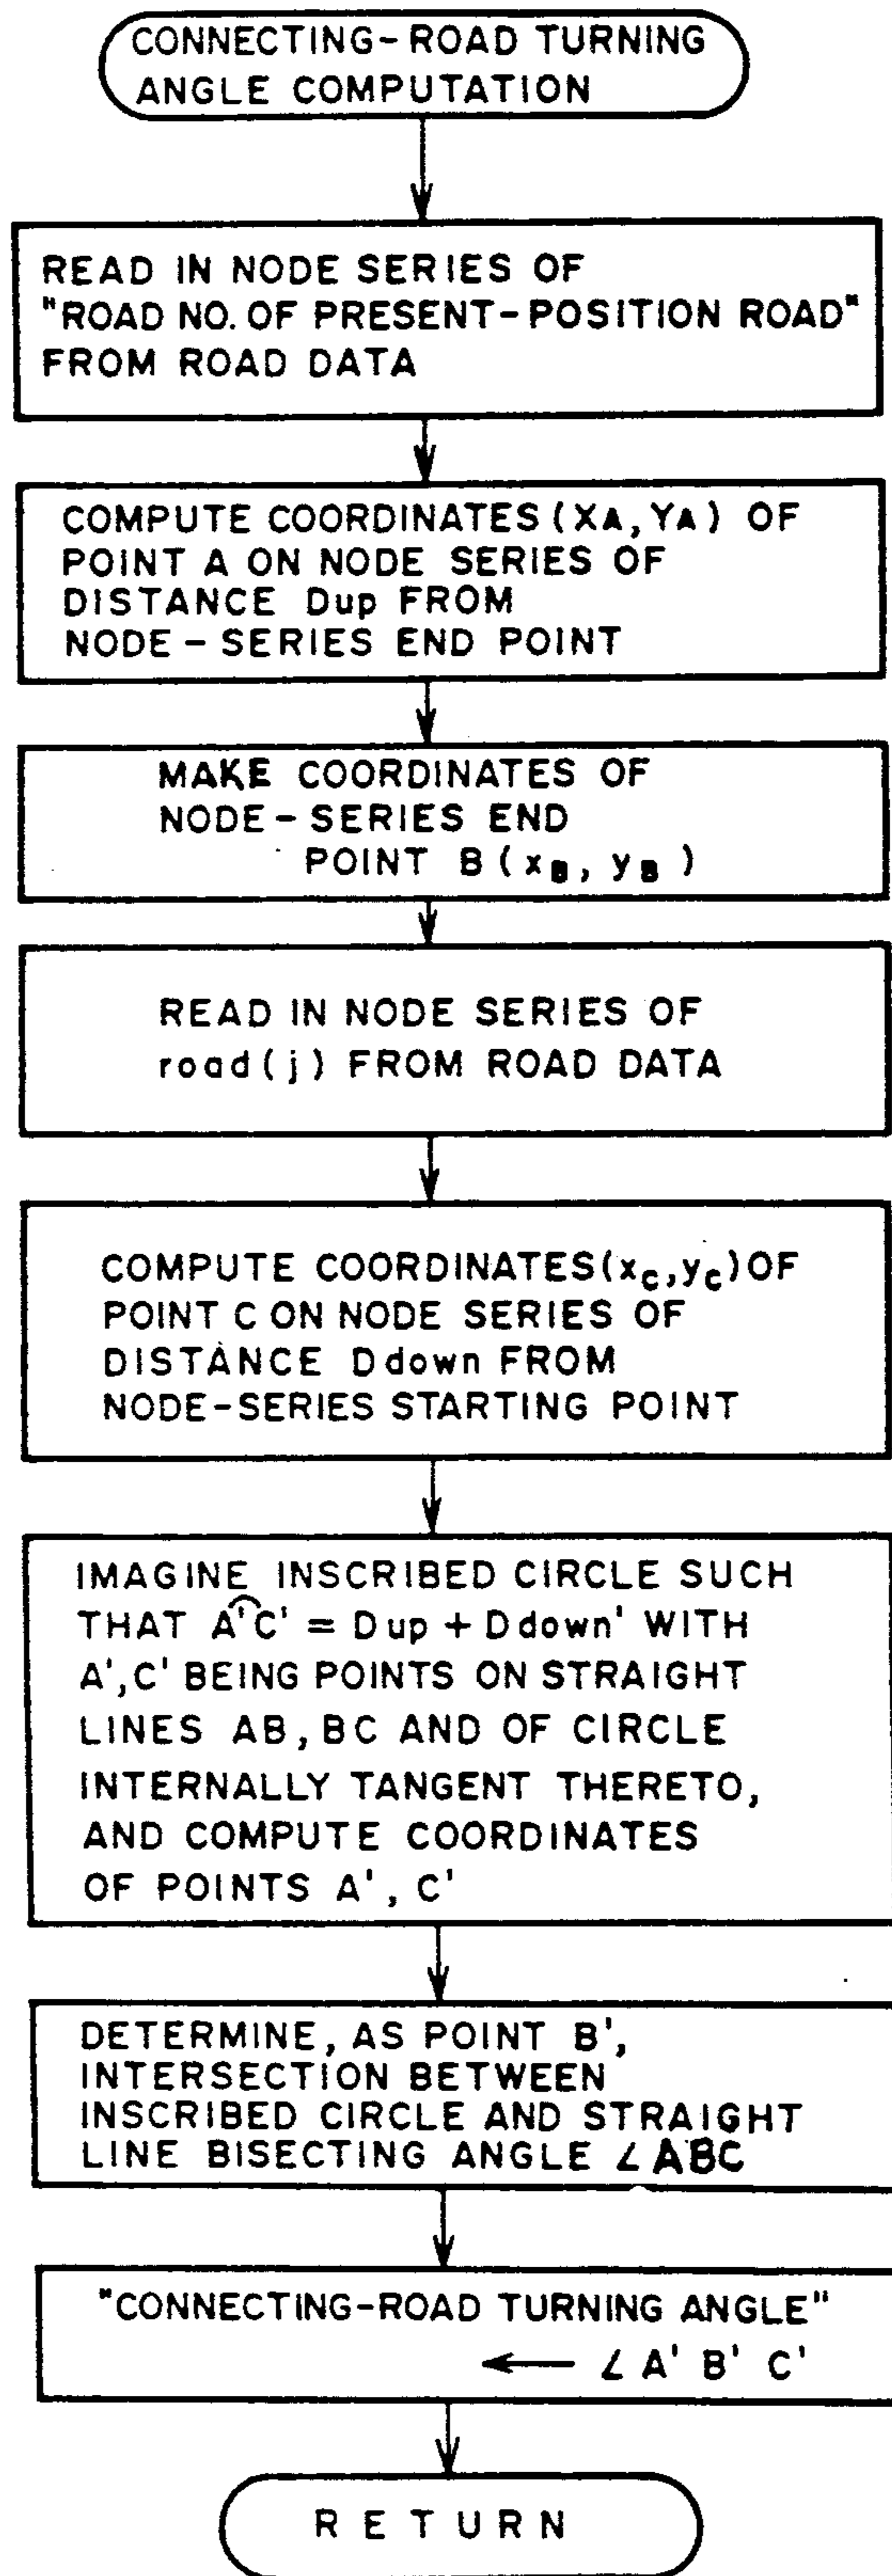 CONNECTING-ROAD TURNING
ANGLE COMPUTATION
READ IN NODE SERIES OF
"ROAD NO. OF PRESENT-POSITION ROAD"
FROM ROAD DATA
COMPUTE COORDINATES (XA, YA) OF
POINT A ON NODE SERIES OF
DISTANCE Dup FROM
NODE-SERIES END POINT
MAKE COORDINATES OF
NODE-SERIES END
POINT B (xB, yB)
READ IN NODE SERIES OF
road(j) FROM ROAD DATA
COMPUTE COORDINATES (xC, yC) OF
POINT C ON NODE SERIES OF
DISTANCE Ddown FROM
NODE-SERIES STARTING POINT
IMAGINE INSCRIBED CIRCLE SUCH
THAT A'C' = Dup + Ddown' WITH
A', C' BEING POINTS ON STRAIGHT
LINES AB, BC AND OF CIRCLE
INTERNALLY TANGENT THERETO,
AND COMPUTE COORDINATES
OF POINTS A', C'
DETERMINE, AS POINT B',
INTERSECTION BETWEEN
INSCRIBED CIRCLE AND STRAIGHT
LINE BISECTING ANGLE ∠ABC
"CONNECTING-ROAD TURNING ANGLE"
← ∠A' B' C'
RETURN